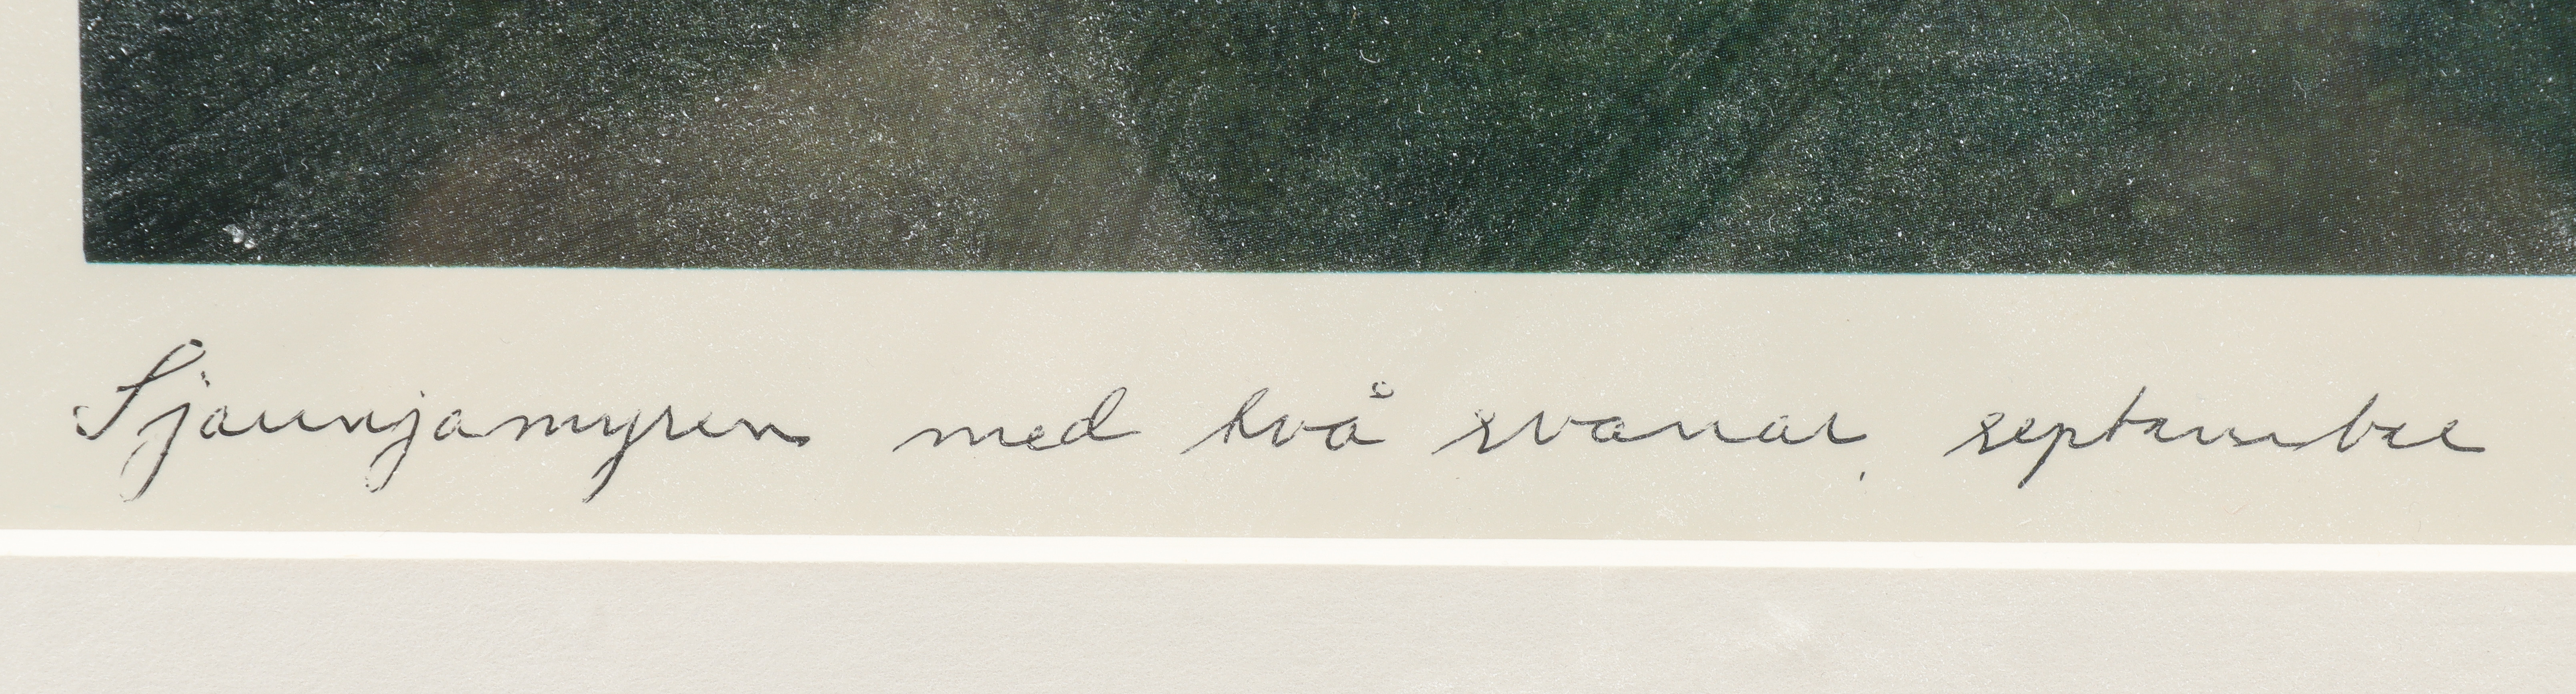 Sjaunjamyren med två svanar, september